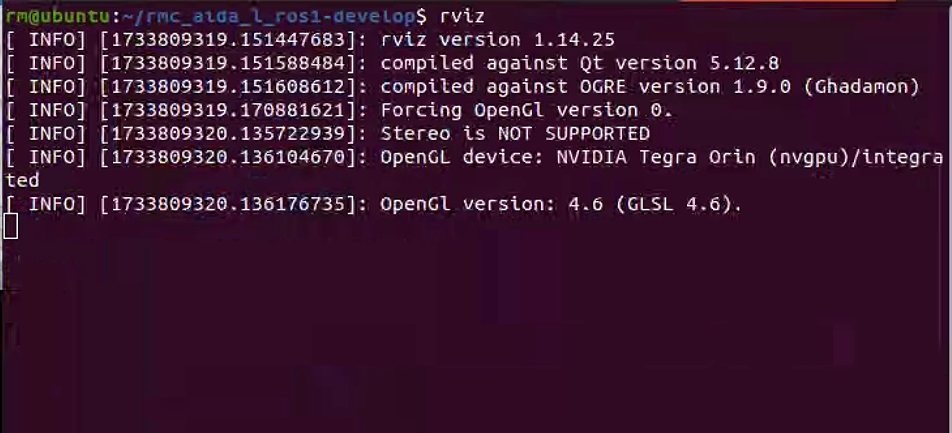 rm@ubuntu:~/rmc_aida_l_ros1-develop$ rviz
[ INFO] [1733809319.151447683]: rviz version 1.14.25
[ INFO] [1733809319.151588484]: compiled against Qt version 5.12.8
[ INFO] [1733809319.151608612]: compiled against OGRE version 1.9.0 (Ghadamon)
[ INFO] [1733809319.170881621]: Forcing OpenGl version 0.
[ INFO] [1733809320.135722939]: Stereo is NOT SUPPORTED
[ INFO] [1733809320.136104670]: OpenGL device: NVIDIA Tegra Orin (nvgpu)/integra
ted
[ INFO] [1733809320.136176735]: OpenGl version: 4.6 (GLSL 4.6).